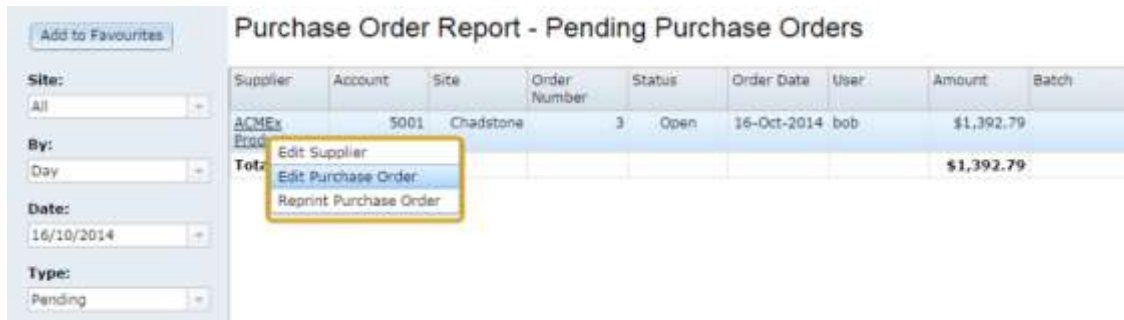 Add to Favourites
Purchase Order Report - Pending Purchase Orders
Site:
All
By:
Day
Date:
16/10/2014
Type:
Pending
Supplier Account Site Order Number Status Order Date User Amount Batch
ACMEx 5001 Chadstone 3 Open 16-Oct-2014 bob $1,392.79
Prod
Tota $1,392.79
Edit Supplier
Edit Purchase Order
Reprint Purchase Order